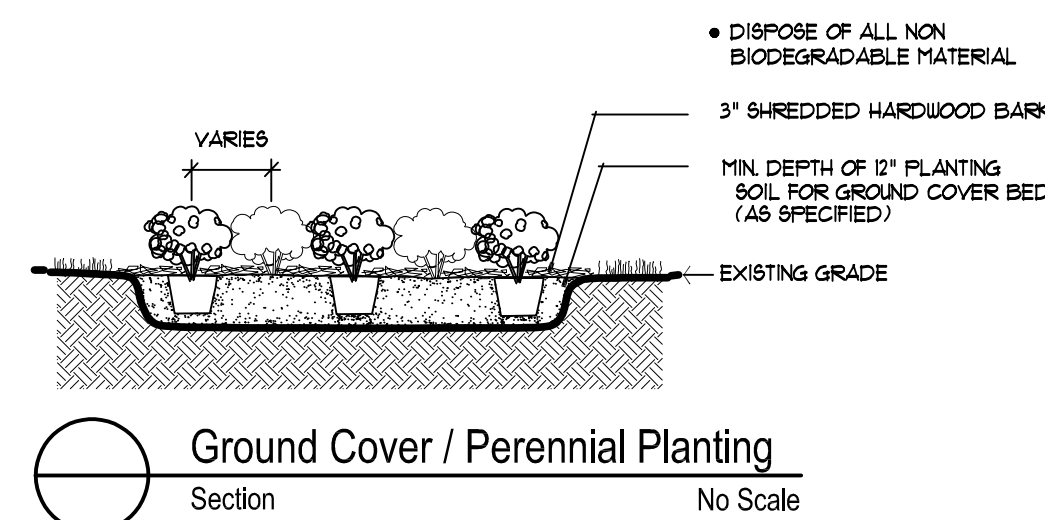 • DISPOSE OF ALL NON
BIODEGRADABLE MATERIAL
3" SHREDDED HARDWOOD BARK
VARIES
MIN. DEPTH OF 12" PLANTING
SOIL FOR GROUND COVER BED
(AS SPECIFIED)
EXISTING GRADE
Ground Cover / Perennial Planting
Section
No Scale